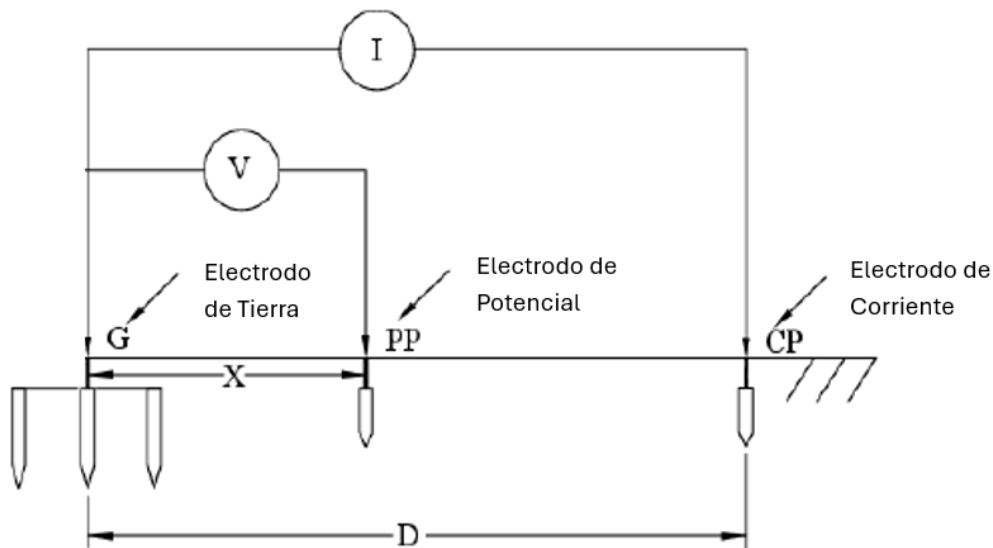 I
V
Electrodo
de Tierra
Electrodo de
Potencial
Electrodo de
Corriente
G
PP
CP
X
D